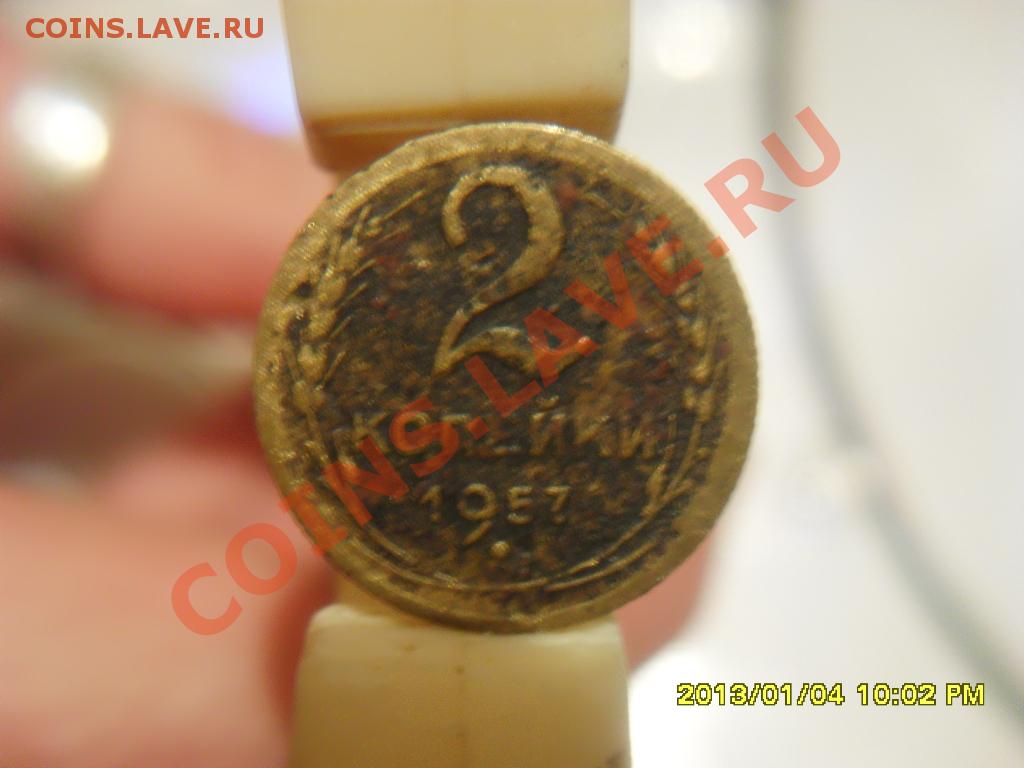 COINS.LAVE.RU
2
КОПЕЙКИ
1957
COINS.LAVE.RU
2013/01/04 10:02 PM